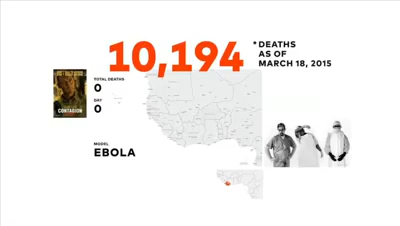 10,194
*DEATHS
AS OF
MARCH 18, 2015
TOTAL DEATHS
0
DAY
0
CONTAGION
MODEL
EBOLA